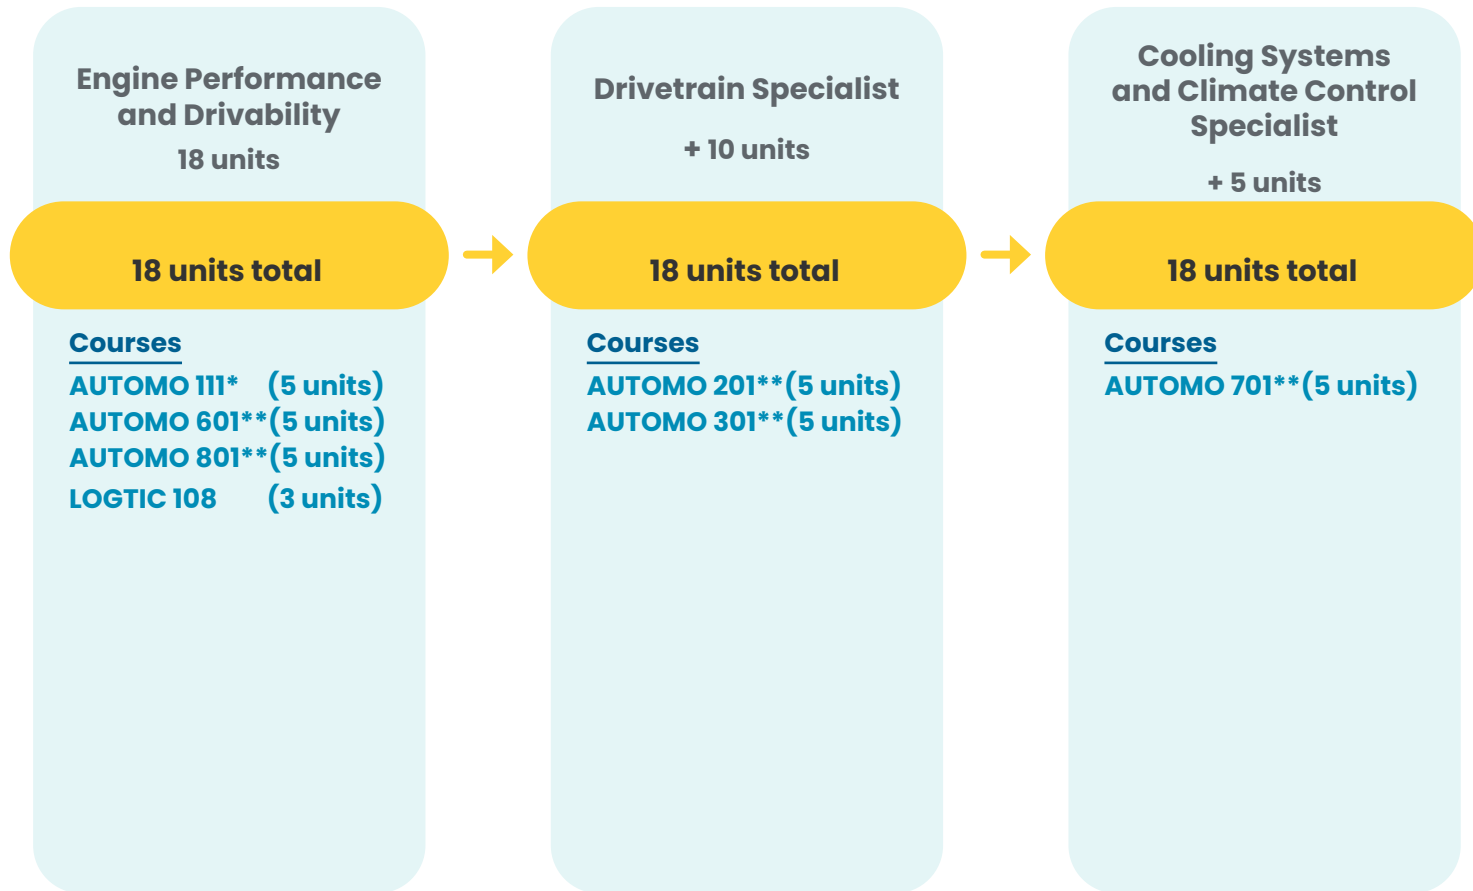 Engine Performance
and Drivability
18 units
18 units total
Courses
AUTOMO 111* (5 units)
AUTOMO 601**(5 units)
AUTOMO 801**(5 units)
LOGTIC 108 (3 units)
Drivetrain Specialist
+ 10 units
18 units total
Courses
AUTOMO 201**(5 units)
AUTOMO 301**(5 units)
Cooling Systems
and Climate Control
Specialist
+ 5 units
18 units total
Courses
AUTOMO 701**(5 units)